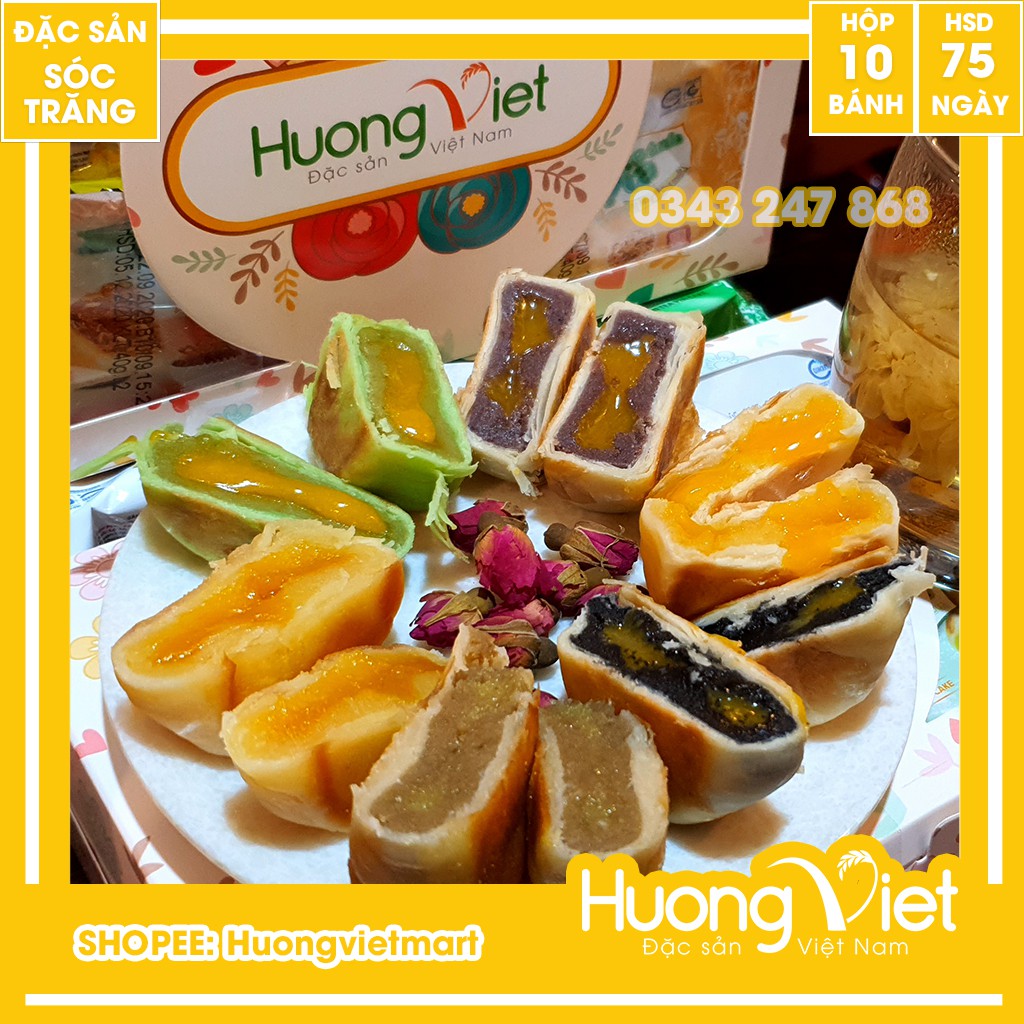 ĐẶC SẢN
SÓC
TRĂNG
HỘP
10
BÁNH
HSD
75
NGÀY
HuongViet
Đặc sản Việt Nam
0343 247 868
SHOPEE: Huongvietmart
HuongViet
Đặc sản Việt Nam